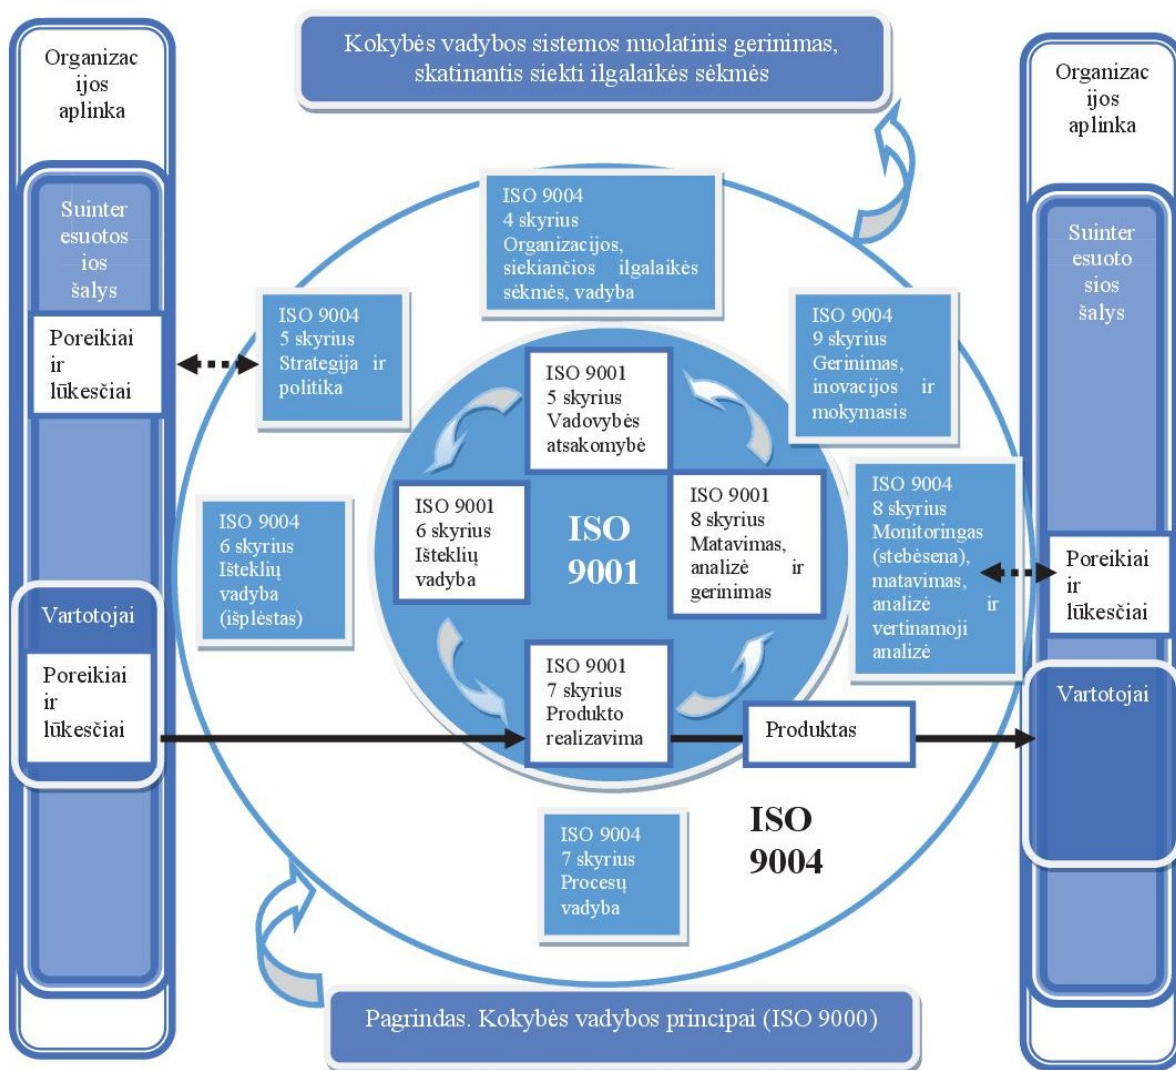 Kokybės vadybos sistemos nuolatinis gerinimas,
skatinantis siekti ilgalaikės sėkmės
Organizac
ijos
aplinka
Suinter
esuotos
ios
šalys
Poreikiai
ir
lūkesčiai
Vartotojai
Poreikiai
ir
lūkesčiai
ISO 9004
4 skyrius
Organizacijos,
siekiančios ilgalaikės
sėkmės, vadyba
ISO 9004
5 skyrius
Strategija ir
politika
ISO 9004
9 skyrius
Gerinimas,
inovacijos ir
mokymasis
ISO 9001
5 skyrius
Vadovybės
atsakomybė
ISO 9004
6 skyrius
Išteklių
vadyba
(išplėstas)
ISO 9001
6 skyrius
Išteklių
vadyba
ISO
9001
ISO 9001
8 skyrius
Matavimas,
analizė ir
gerinimas
ISO 9004
8 skyrius
Monitoringas
(stebėsena),
matavimas,
analizė ir
vertinamoji
analizė
ISO 9001
7 skyrius
Produkto
realizavima
Produktas
ISO 9004
7 skyrius
Procesų
vadyba
ISO
9004
Organizac
ijos
aplinka
Suinter
esuoto
sios
šalys
Poreikiai
ir
lūkesčiai
Vartotojai
Pagrindas. Kokybės vadybos principai (ISO 9000)